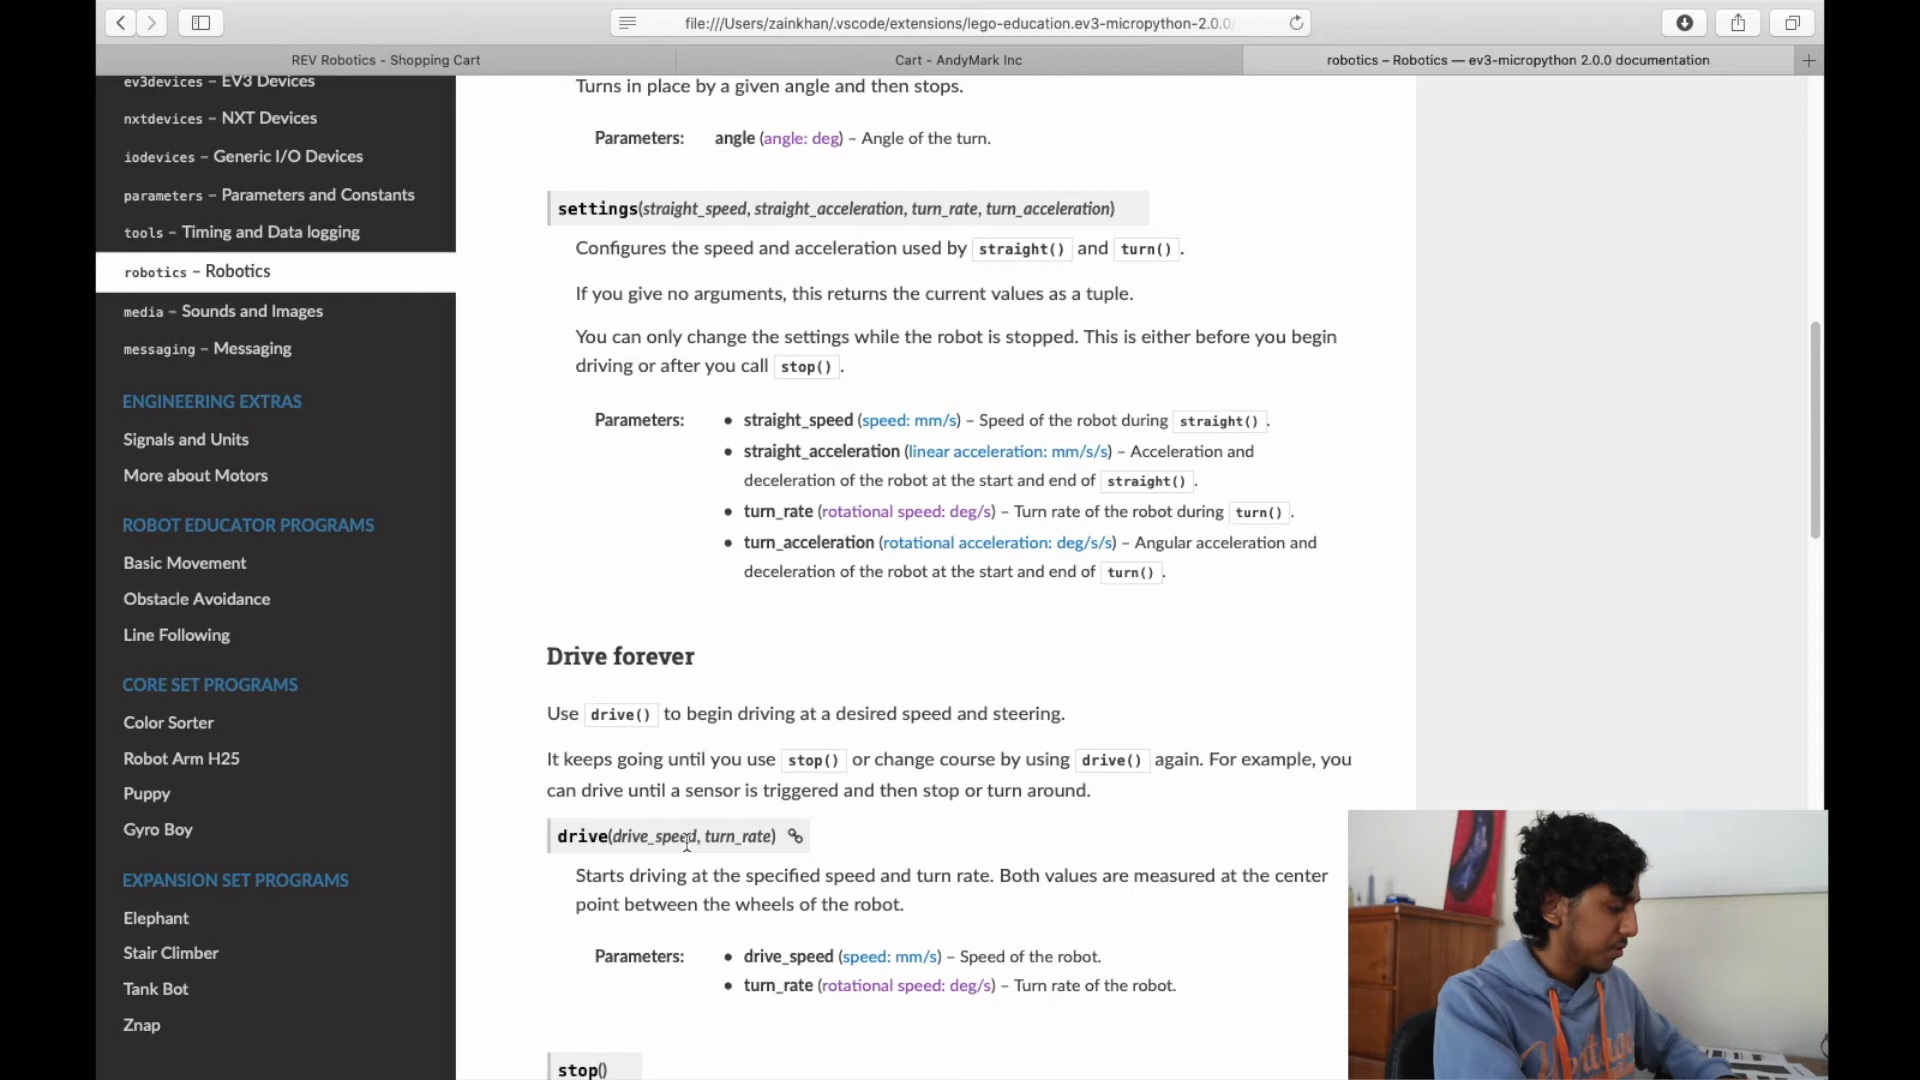 file:///Users/zainkhan/.vscode/extensions/lego-education.ev3-micropython-2.0.0/
REV Robotics - Shopping Cart
Cart - AndyMark Inc
robotics – Robotics — ev3-micropython 2.0.0 documentation
ev3devices – EV3 Devices
nxtdevices – NXT Devices
iodevices – Generic I/O Devices
parameters – Parameters and Constants
tools – Timing and Data logging
robotics – Robotics
media – Sounds and Images
messaging – Messaging
ENGINEERING EXTRAS
Signals and Units
More about Motors
ROBOT EDUCATOR PROGRAMS
Basic Movement
Obstacle Avoidance
Line Following
CORE SET PROGRAMS
Color Sorter
Robot Arm H25
Puppy
Gyro Boy
EXPANSION SET PROGRAMS
Elephant
Stair Climber
Tank Bot
Znap
Turns in place by a given angle and then stops.
Parameters: angle (angle: deg) – Angle of the turn.
settings(straight_speed, straight_acceleration, turn_rate, turn_acceleration)
Configures the speed and acceleration used by straight() and turn().
If you give no arguments, this returns the current values as a tuple.
You can only change the settings while the robot is stopped. This is either before you begin
driving or after you call stop().
Parameters: • straight_speed (speed: mm/s) – Speed of the robot during straight().
• straight_acceleration (linear acceleration: mm/s/s) – Acceleration and
deceleration of the robot at the start and end of straight().
• turn_rate (rotational speed: deg/s) – Turn rate of the robot during turn().
• turn_acceleration (rotational acceleration: deg/s/s) – Angular acceleration and
deceleration of the robot at the start and end of turn().
Drive forever
Use drive() to begin driving at a desired speed and steering.
It keeps going until you use stop() or change course by using drive() again. For example, you
can drive until a sensor is triggered and then stop or turn around.
drive(drive_speed, turn_rate)
Starts driving at the specified speed and turn rate. Both values are measured at the center
point between the wheels of the robot.
Parameters: • drive_speed (speed: mm/s) – Speed of the robot.
• turn_rate (rotational speed: deg/s) – Turn rate of the robot.
stop()